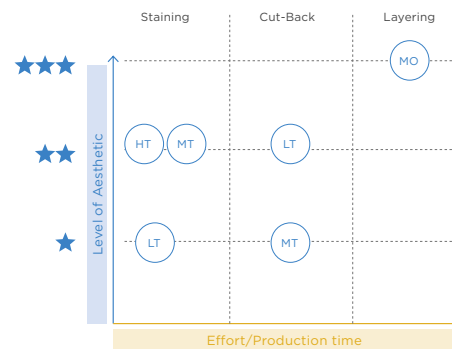 Staining Cut-Back Layering
MO
HT MT LT
Level of Aesthetic
LT MT
Effort/Production time